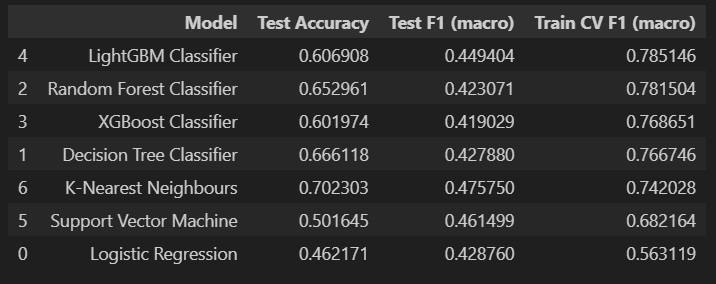 Model Test Accuracy Test F1 (macro) Train CV F1 (macro)
4 LightGBM Classifier 0.606908 0.449404 0.785146
2 Random Forest Classifier 0.652961 0.423071 0.781504
3 XGBoost Classifier 0.601974 0.419029 0.768651
1 Decision Tree Classifier 0.666118 0.427880 0.766746
6 K-Nearest Neighbours 0.702303 0.475750 0.742028
5 Support Vector Machine 0.501645 0.461499 0.682164
0 Logistic Regression 0.462171 0.428760 0.563119